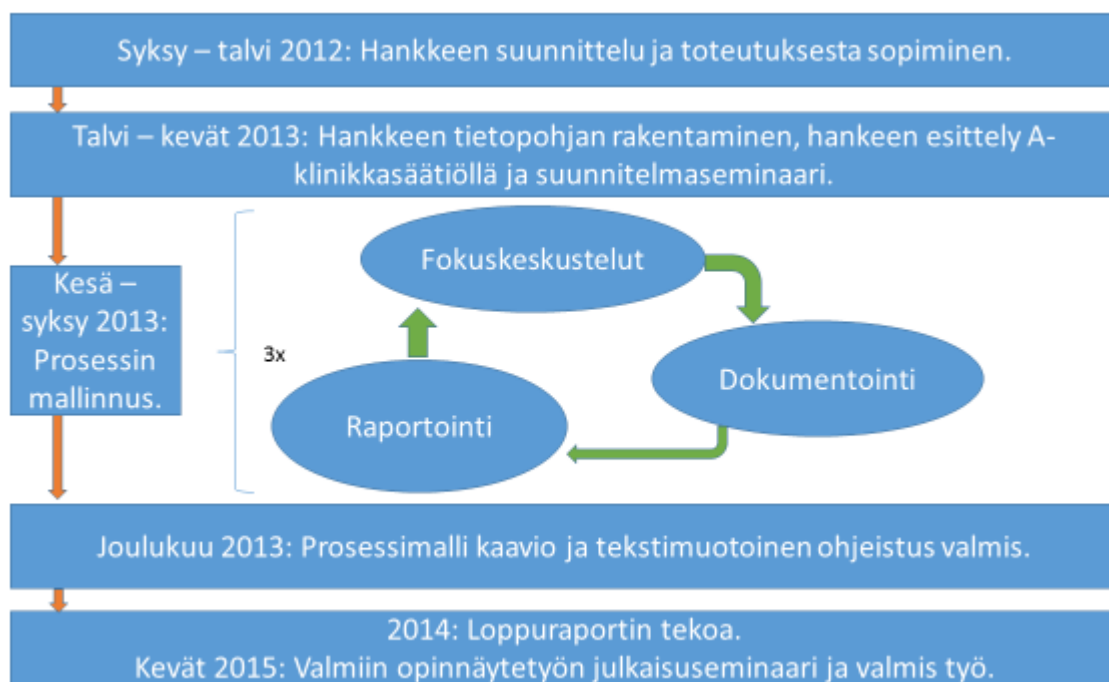 Syksy – talvi 2012: Hankkeen suunnittelu ja toteutuksesta sopiminen.
Talvi – kevät 2013: Hankkeen tietopohjan rakentaminen, hankeen esittely A-
klinikkasäätiöllä ja suunnitelmaseminaari.
Kesä –
syksy 2013:
Prosessin
mallinnus.
3x
Fokuskeskustelut
Dokumentointi
Raportointi
Joulukuu 2013: Prosessimalli kaavio ja tekstimuotoinen ohjeistus valmis.
2014: Loppuraportin tekoa.
Kevät 2015: Valmiin opinnäytetyön julkaisuseminaari ja valmis työ.